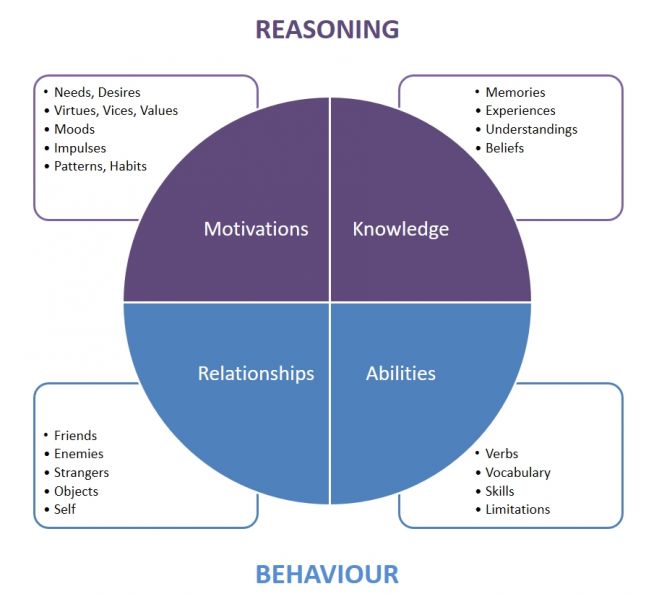 REASONING
• Needs, Desires
• Virtues, Vices, Values
• Moods
• Impulses
• Patterns, Habits
• Memories
• Experiences
• Understandings
• Beliefs
Motivations
Knowledge
Relationships
Abilities
• Friends
• Enemies
• Strangers
• Objects
• Self
• Verbs
• Vocabulary
• Skills
• Limitations
BEHAVIOUR